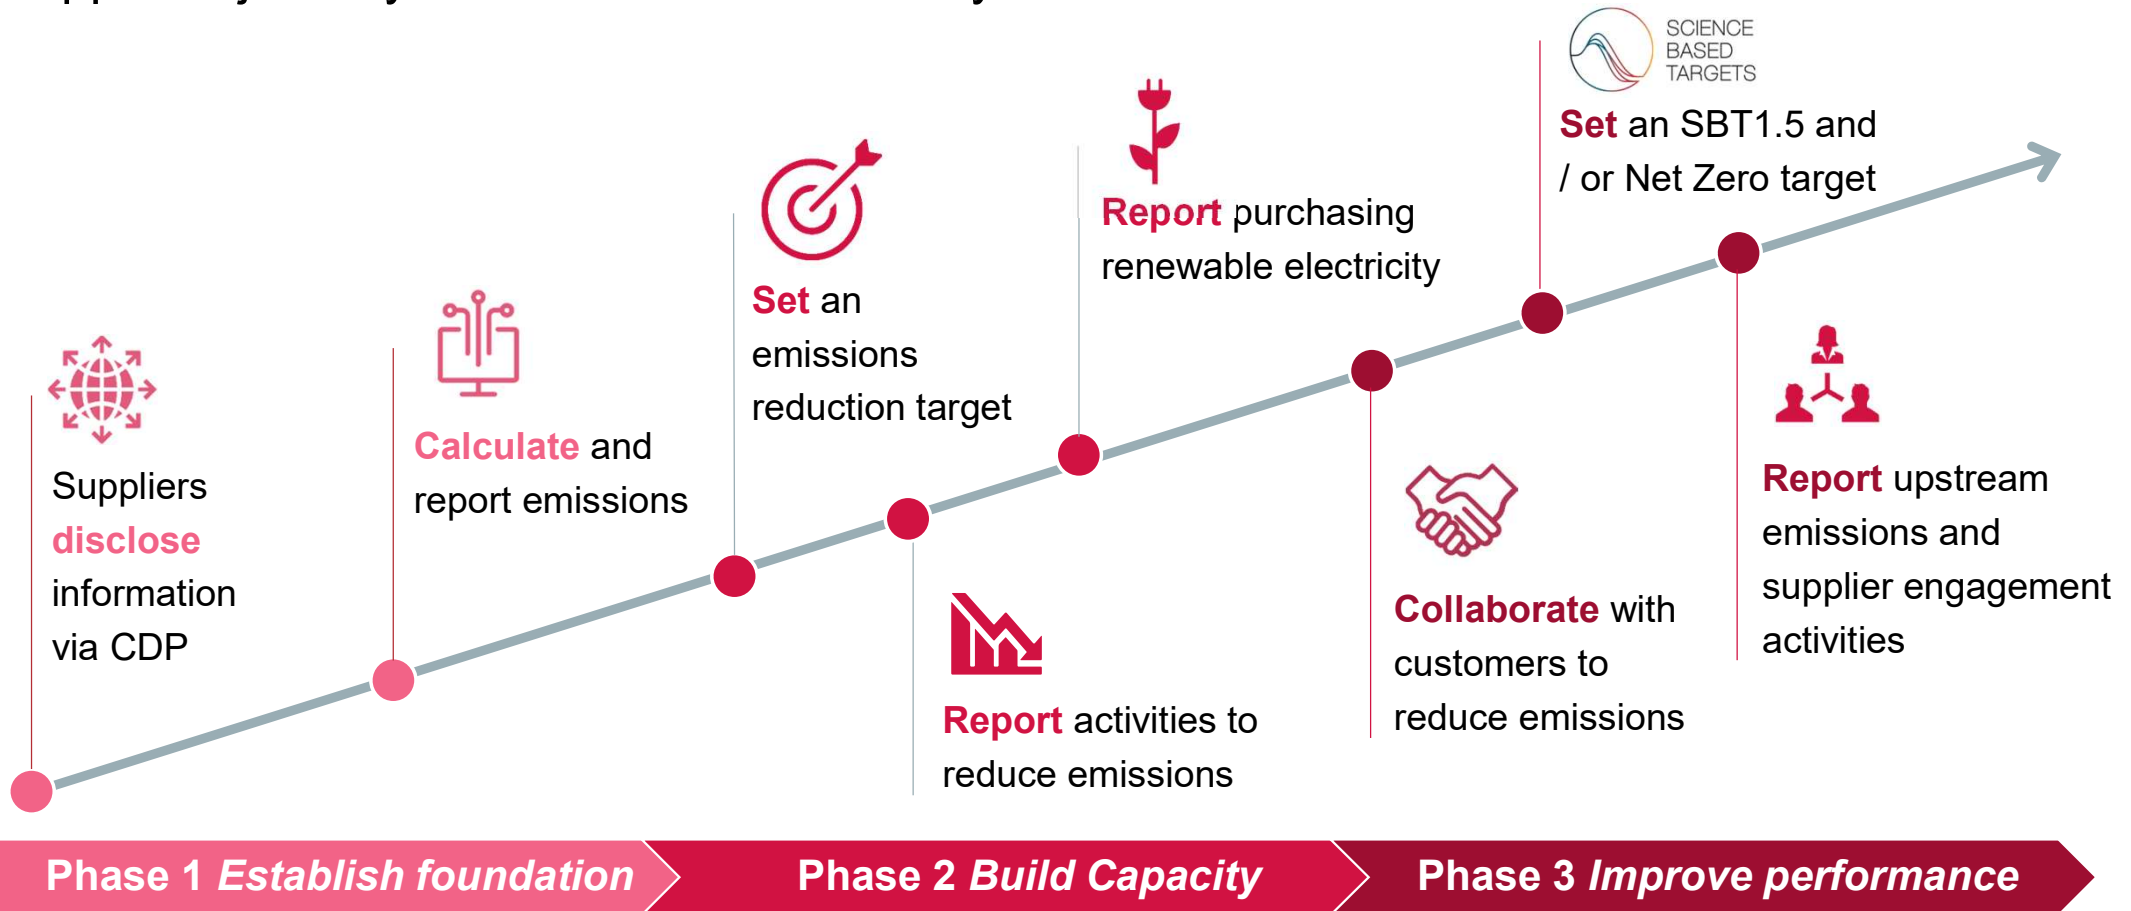 Suppliers
disclose
information
via CDP
Calculate and
report emissions
Set an
emissions
reduction target
Report activities to
reduce emissions
Report purchasing
renewable electricity
Collaborate with
customers to
reduce emissions
SCIENCE
BASED
TARGETS
Set an SBT1.5 and
/ or Net Zero target
Report upstream
emissions and
supplier engagement
activities
Phase 1 Establish foundation
Phase 2 Build Capacity
Phase 3 Improve performance